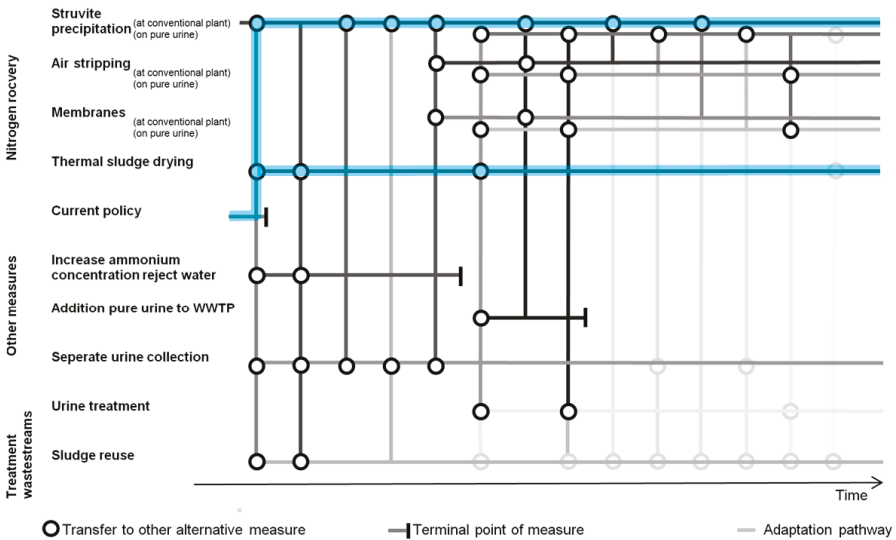 Nitrogen rocvery
Struvite
precipitation (at conventional plant)
(on pure urine)
Air stripping (at conventional plant)
(on pure urine)
Membranes (at conventional plant)
(on pure urine)
Thermal sludge drying
Current policy
Other measures
Increase ammonium
concentration reject water
Addition pure urine to WWTP
Seperate urine collection
Treatment
wastestreams
Urine treatment
Sludge reuse
Time
Transfer to other alternative measure
Terminal point of measure
Adaptation pathway